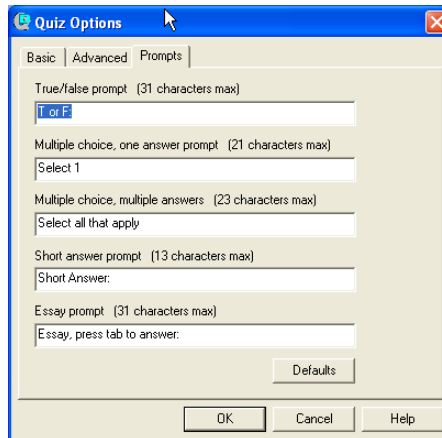 Quiz Options
Basic Advanced Prompts
True/false prompt (31 characters max)
T or F:
Multiple choice, one answer prompt (21 characters max)
Select 1
Multiple choice, multiple answers (23 characters max)
Select all that apply
Short answer prompt (13 characters max)
Short Answer:
Essay prompt (31 characters max)
Essay, press tab to answer:
Defaults
OK Cancel Help